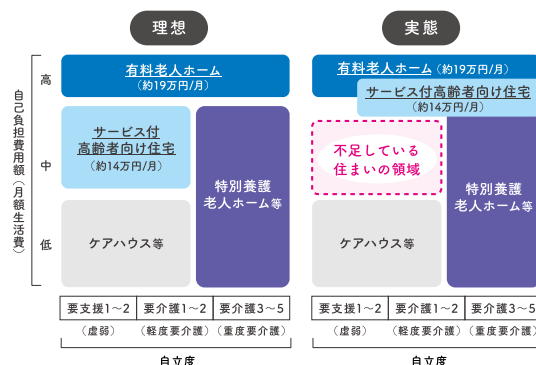 理想
実態
自己負担費用額（月額生活費）
高
中
低
有料老人ホーム
（約19万円/月）
サービス付
高齢者向け住宅
（約14万円/月）
特別養護
老人ホーム等
ケアハウス等
要支援1〜2
要介護1〜2
要介護3〜5
（虚弱）
（軽度要介護）
（重度要介護）
自立度
有料老人ホーム（約19万円/月）
サービス付高齢者向け住宅
（約14万円/月）
不足している
住まいの領域
特別養護
老人ホーム等
ケアハウス等
要支援1〜2
要介護1〜2
要介護3〜5
（虚弱）
（軽度要介護）
（重度要介護）
自立度